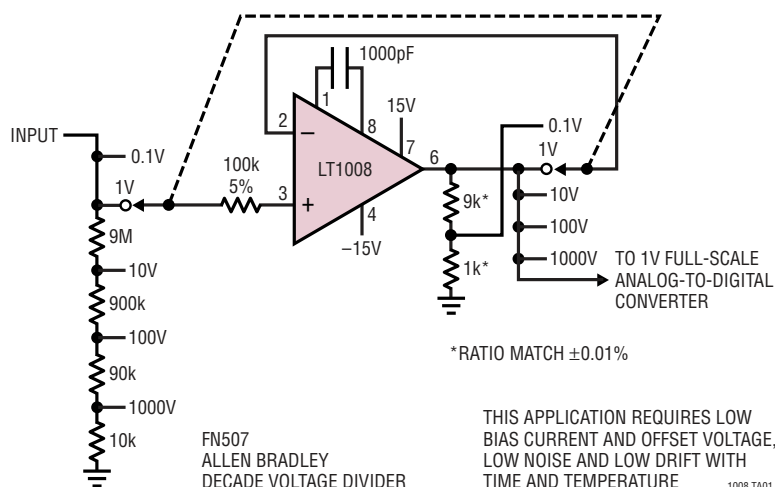 1000pF
1
2
8
15V
7
INPUT
0.1V
0.1V
1V
1V
100k
5%
LT1008
6
3
−
+
4
−15V
9k*
1k*
10V
100V
1000V
TO 1V FULL-SCALE
ANALOG-TO-DIGITAL
CONVERTER
9M
10V
900k
100V
90k
1000V
10k
*RATIO MATCH ±0.01%
FN507
ALLEN BRADLEY
DECADE VOLTAGE DIVIDER
THIS APPLICATION REQUIRES LOW
BIAS CURRENT AND OFFSET VOLTAGE,
LOW NOISE AND LOW DRIFT WITH
TIME AND TEMPERATURE
1008 TA01